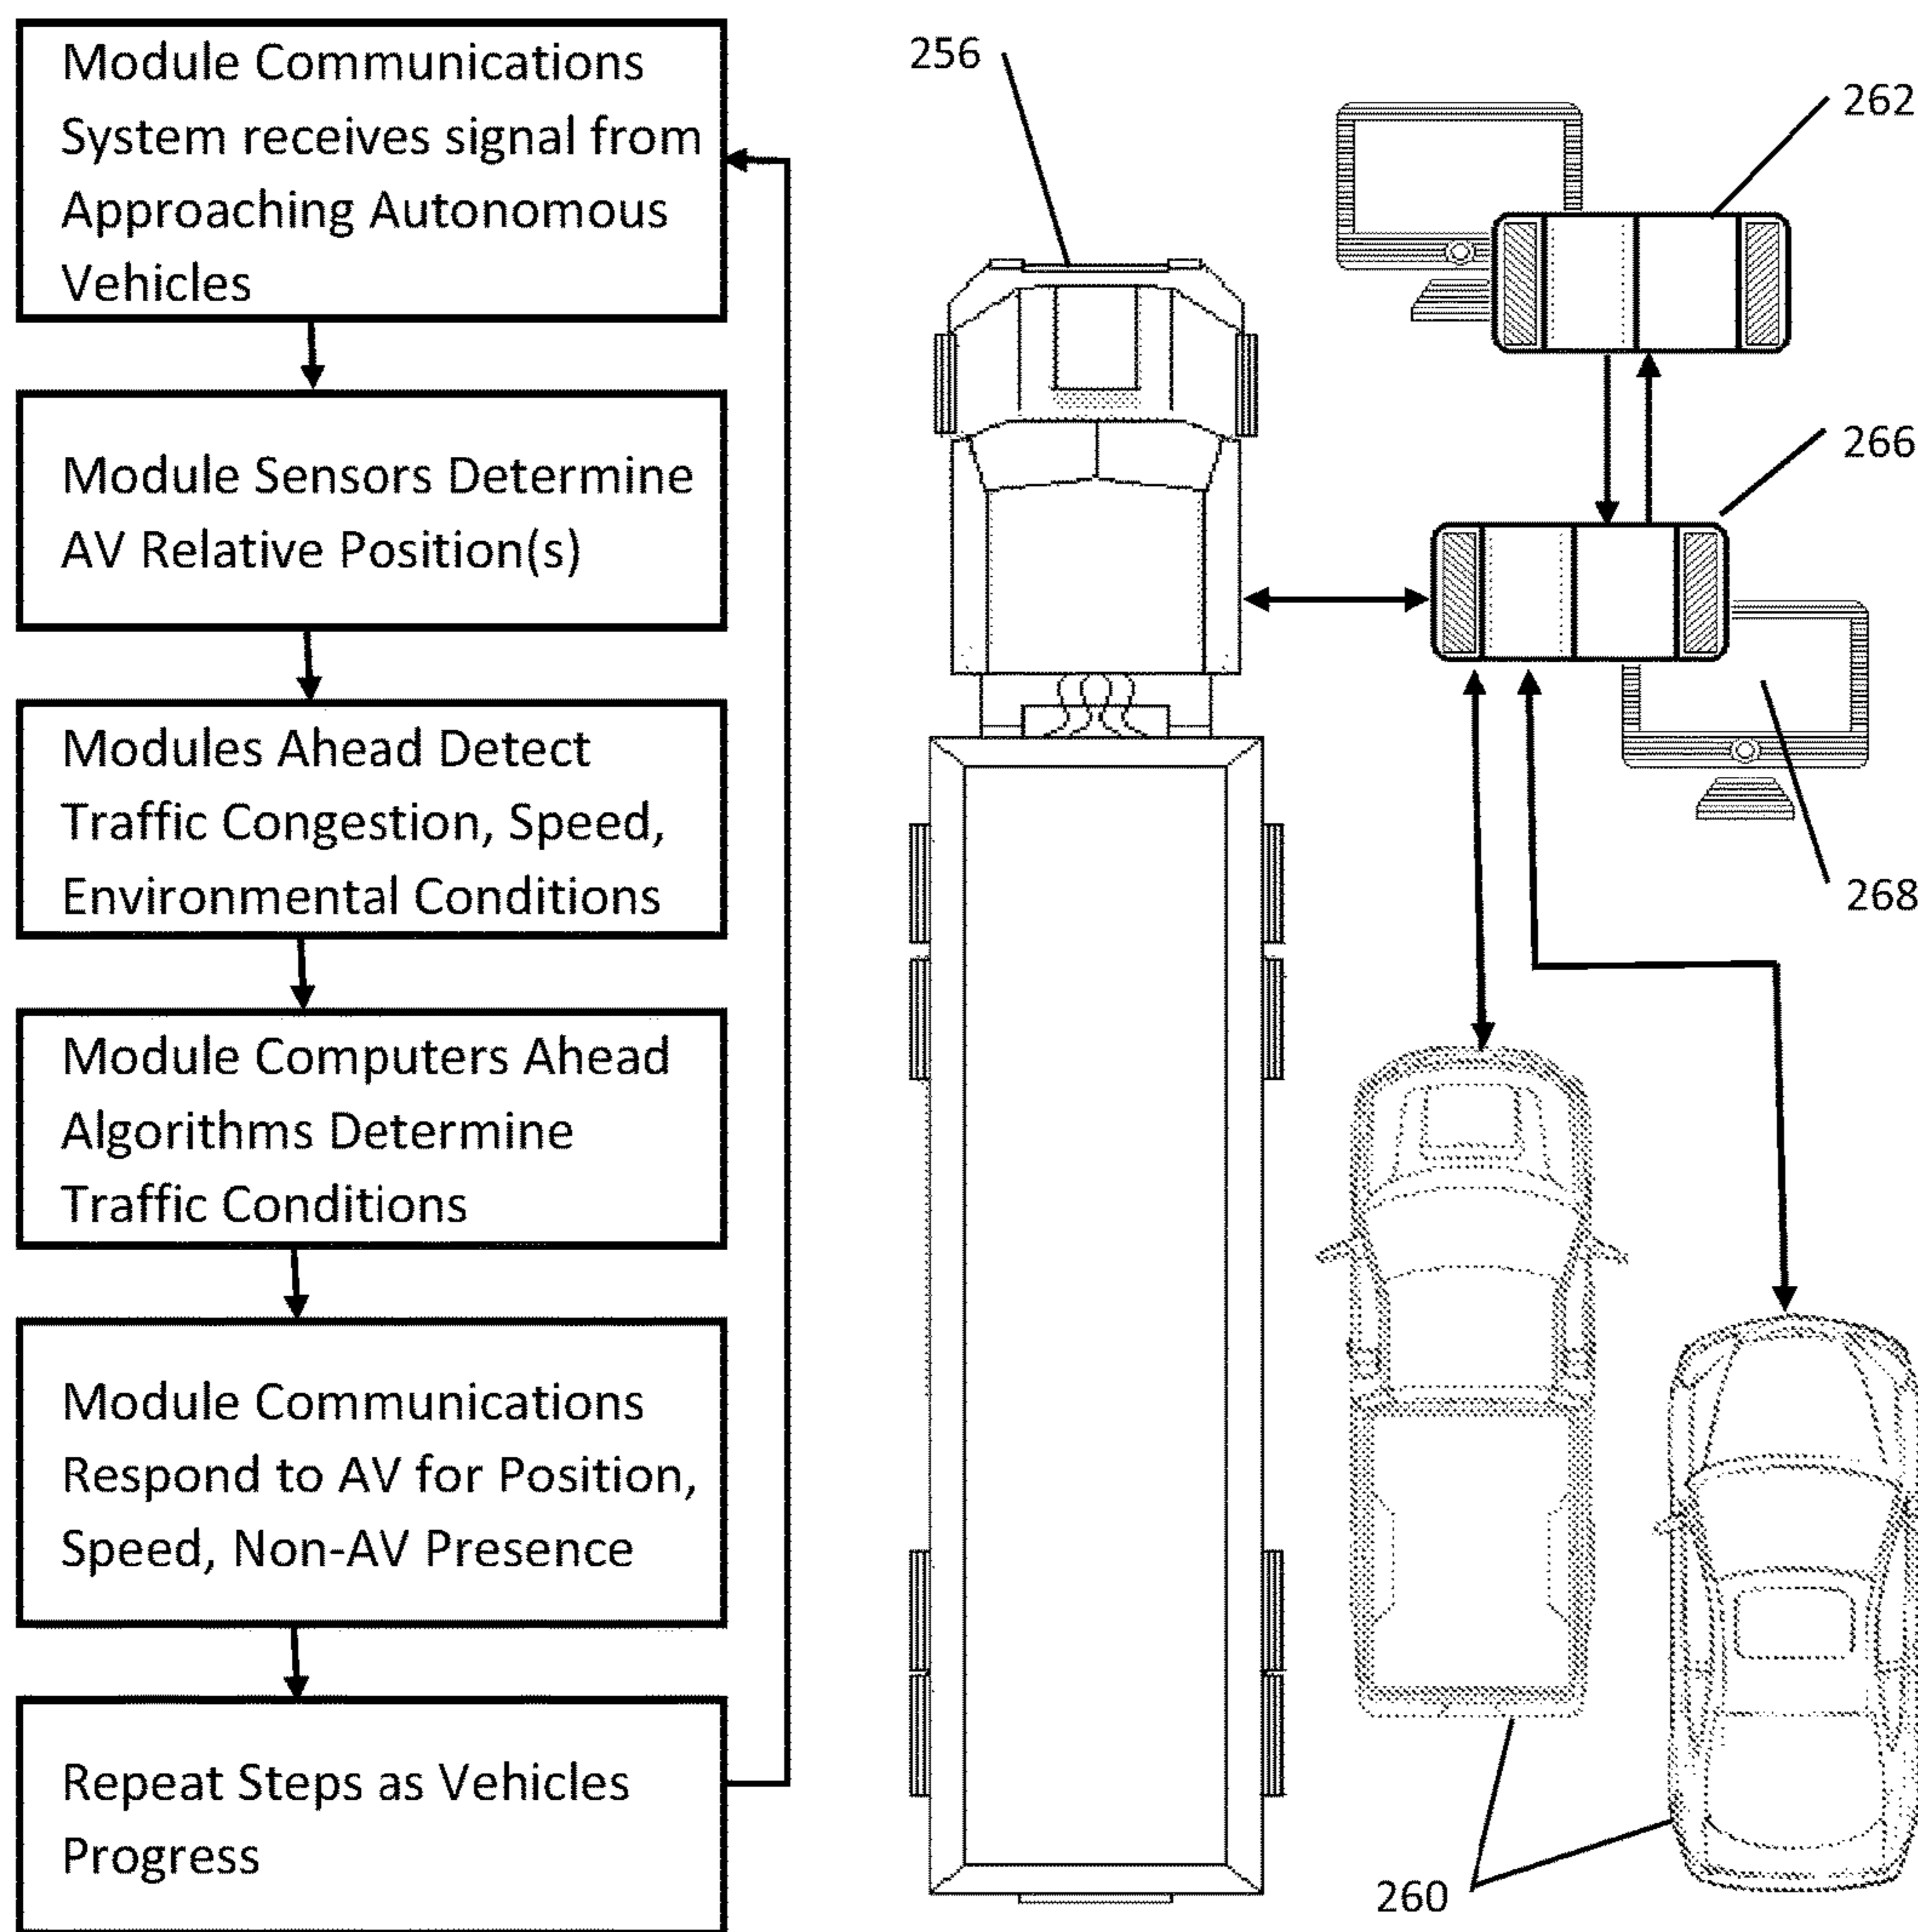 Module Communications
System receives signal from
Approaching Autonomous
Vehicles
Module Sensors Determine
AV Relative Position(s)
Modules Ahead Detect
Traffic Congestion, Speed,
Environmental Conditions
Module Computers Ahead
Algorithms Determine
Traffic Conditions
Module Communications
Respond to AV for Position,
Speed, Non-AV Presence
Repeat Steps as Vehicles
Progress
256
262
266
268
260